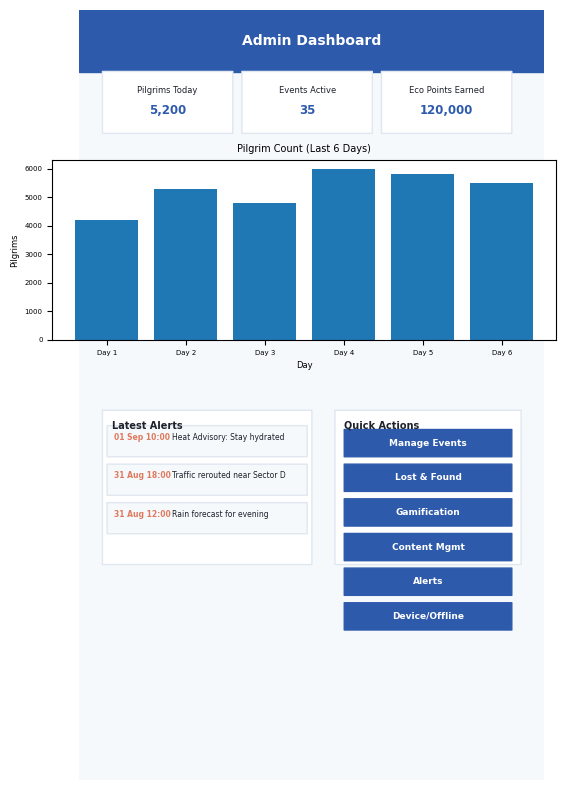 Admin Dashboard
Pilgrims Today
5,200
Events Active
35
Eco Points Earned
120,000
Pilgrim Count (Last 6 Days)
Pilgrims
6000
5000
4000
3000
2000
1000
0
Day 1 Day 2 Day 3 Day 4 Day 5 Day 6
Day
Latest Alerts
01 Sep 10:00 Heat Advisory: Stay hydrated
31 Aug 18:00 Traffic rerouted near Sector D
31 Aug 12:00 Rain forecast for evening
Quick Actions
Manage Events
Lost & Found
Gamification
Content Mgmt
Alerts
Device/Offline